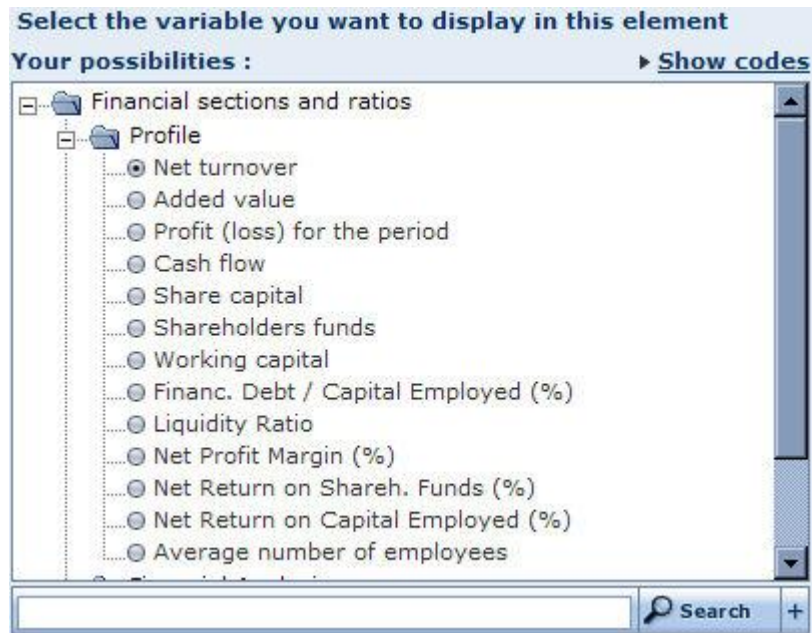 Select the variable you want to display in this element
Your possibilities : Show codes
Financial sections and ratios
Profile
Net turnover
Added value
Profit (loss) for the period
Cash flow
Share capital
Shareholders funds
Working capital
Financ. Debt / Capital Employed (%)
Liquidity Ratio
Net Profit Margin (%)
Net Return on Shareh. Funds (%)
Net Return on Capital Employed (%)
Average number of employees
Search +